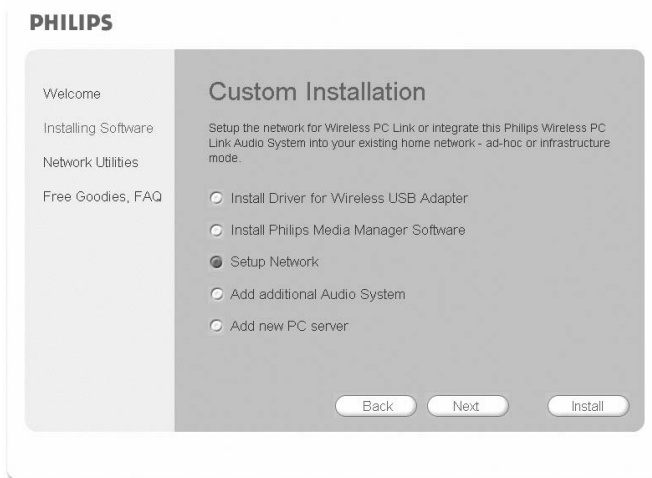 PHILIPS
Welcome
Installing Software
Network Utilities
Free Goodies, FAQ
Custom Installation
Setup the network for Wireless PC Link or integrate this Philips Wireless PC
Link Audio System into your existing home network - ad-hoc or infrastructure
mode.
Install Driver for Wireless USB Adapter
Install Philips Media Manager Software
Setup Network
Add additional Audio System
Add new PC server
Back
Next
Install